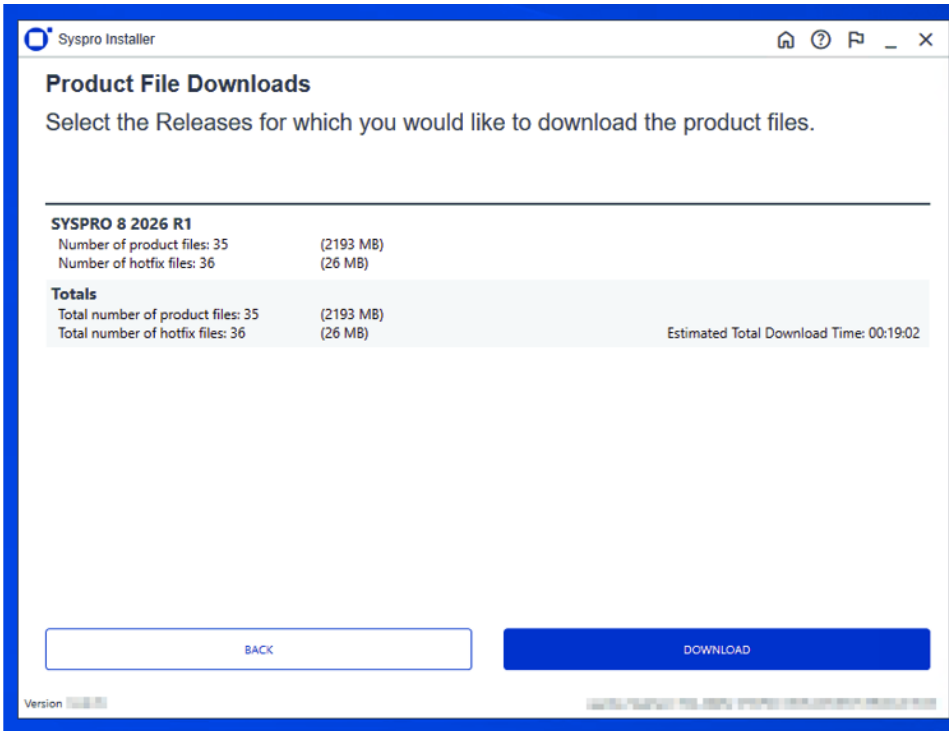 Syspro Installer
Product File Downloads
Select the Releases for which you would like to download the product files.
SYSPRO 8 2026 R1
Number of product files: 35 (2193 MB)
Number of hotfix files: 36 (26 MB)
Totals
Total number of product files: 35 (2193 MB)
Total number of hotfix files: 36 (26 MB) Estimated Total Download Time: 00:19:02
BACK DOWNLOAD
Version